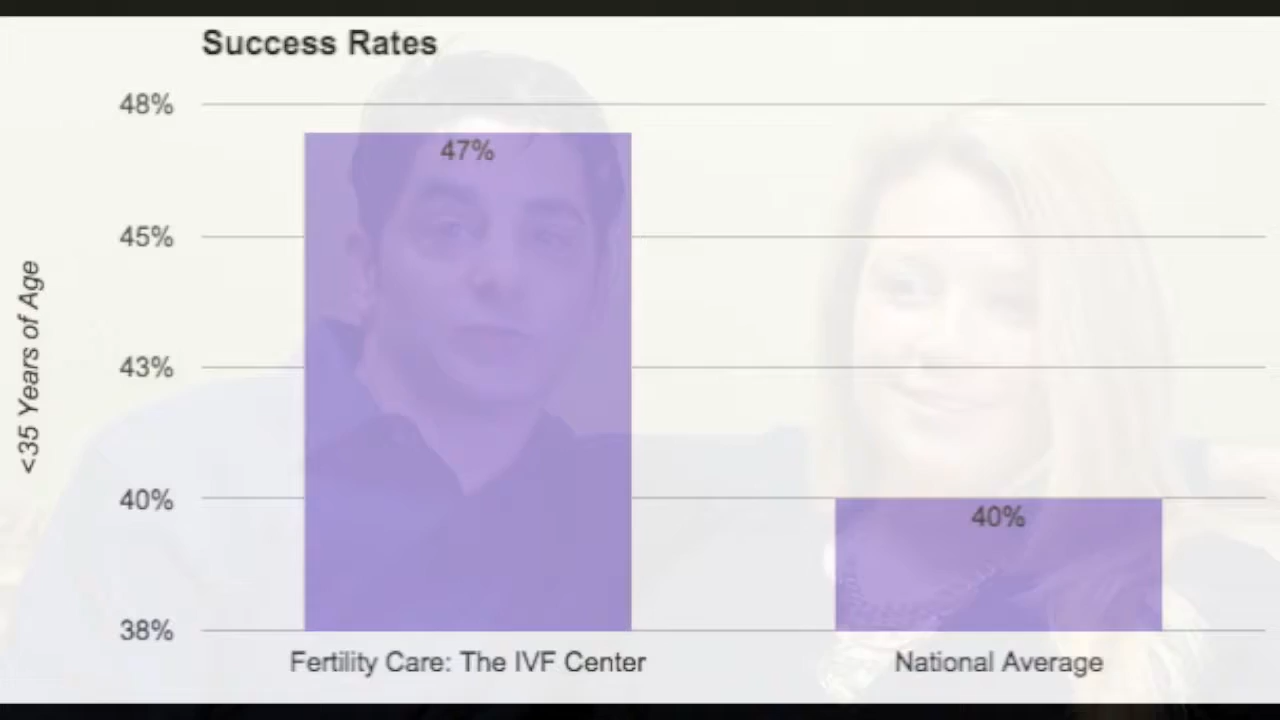 Success Rates
48%
47%
45%
<35 Years of Age
43%
40%
40%
38%
Fertility Care: The IVF Center
National Average